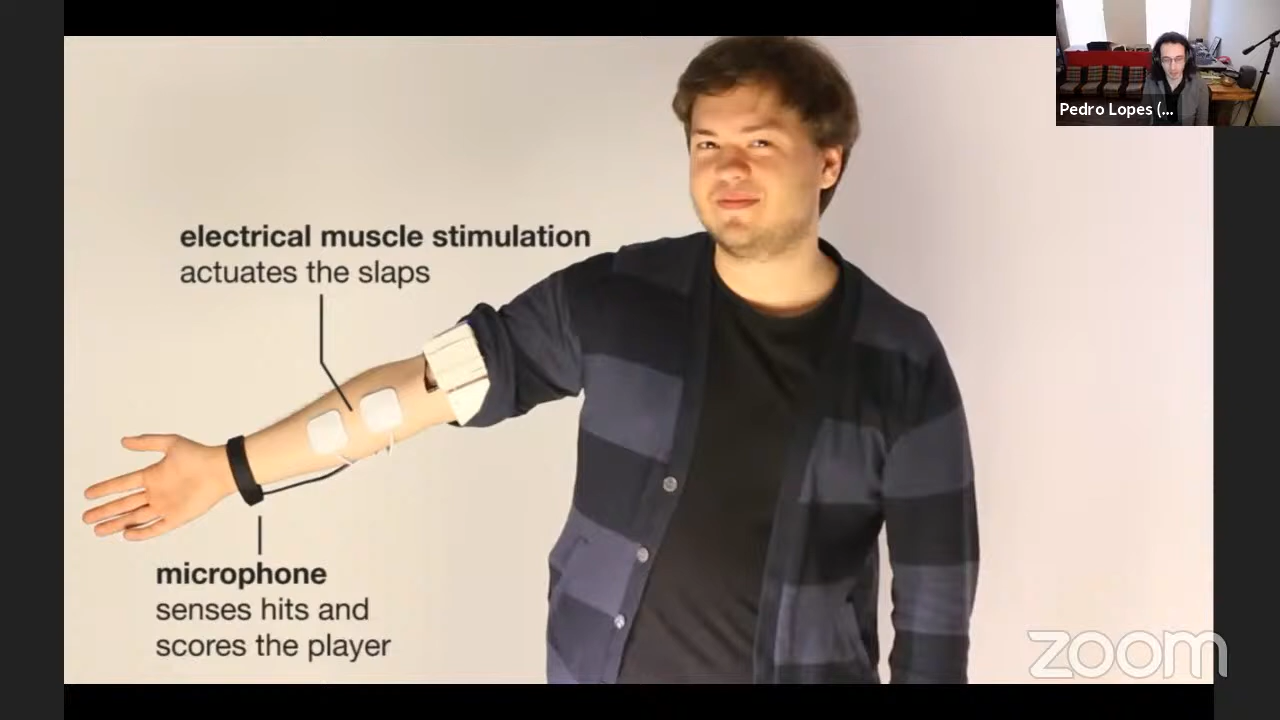 Pedro Lopes (...
electrical muscle stimulation
actuates the slaps
microphone
senses hits and
scores the player
zoom